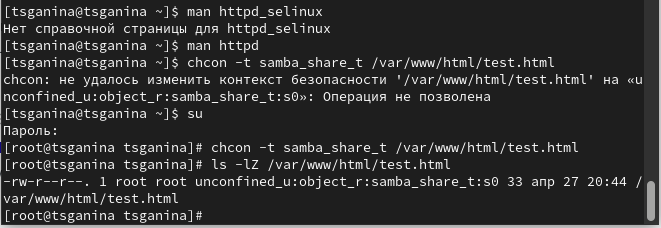 [tsganina@tsganina ~]$ man httpd_selinux
Нет справочной страницы для httpd_selinux
[tsganina@tsganina ~]$ man httpd
[tsganina@tsganina ~]$ chcon -t samba_share_t /var/www/html/test.html
chcon: не удалось изменить контекст безопасности '/var/www/html/test.html' на «u
nconfined_u:object_r:samba_share_t:s0»: Операция не позволена
[tsganina@tsganina ~]$ su
Пароль:
[root@tsganina tsganina]# chcon -t samba_share_t /var/www/html/test.html
[root@tsganina tsganina]# ls -lZ /var/www/html/test.html
-rw-r--r--. 1 root root unconfined_u:object_r:samba_share_t:s0 33 апр 27 20:44 /
var/www/html/test.html
[root@tsganina tsganina]#